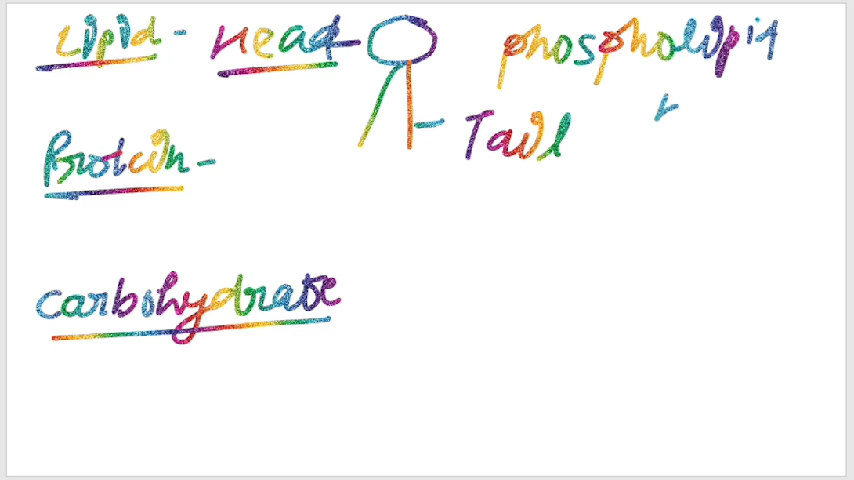 Lipid - Head phospholipid
Tail
Protein -
carbohydrate